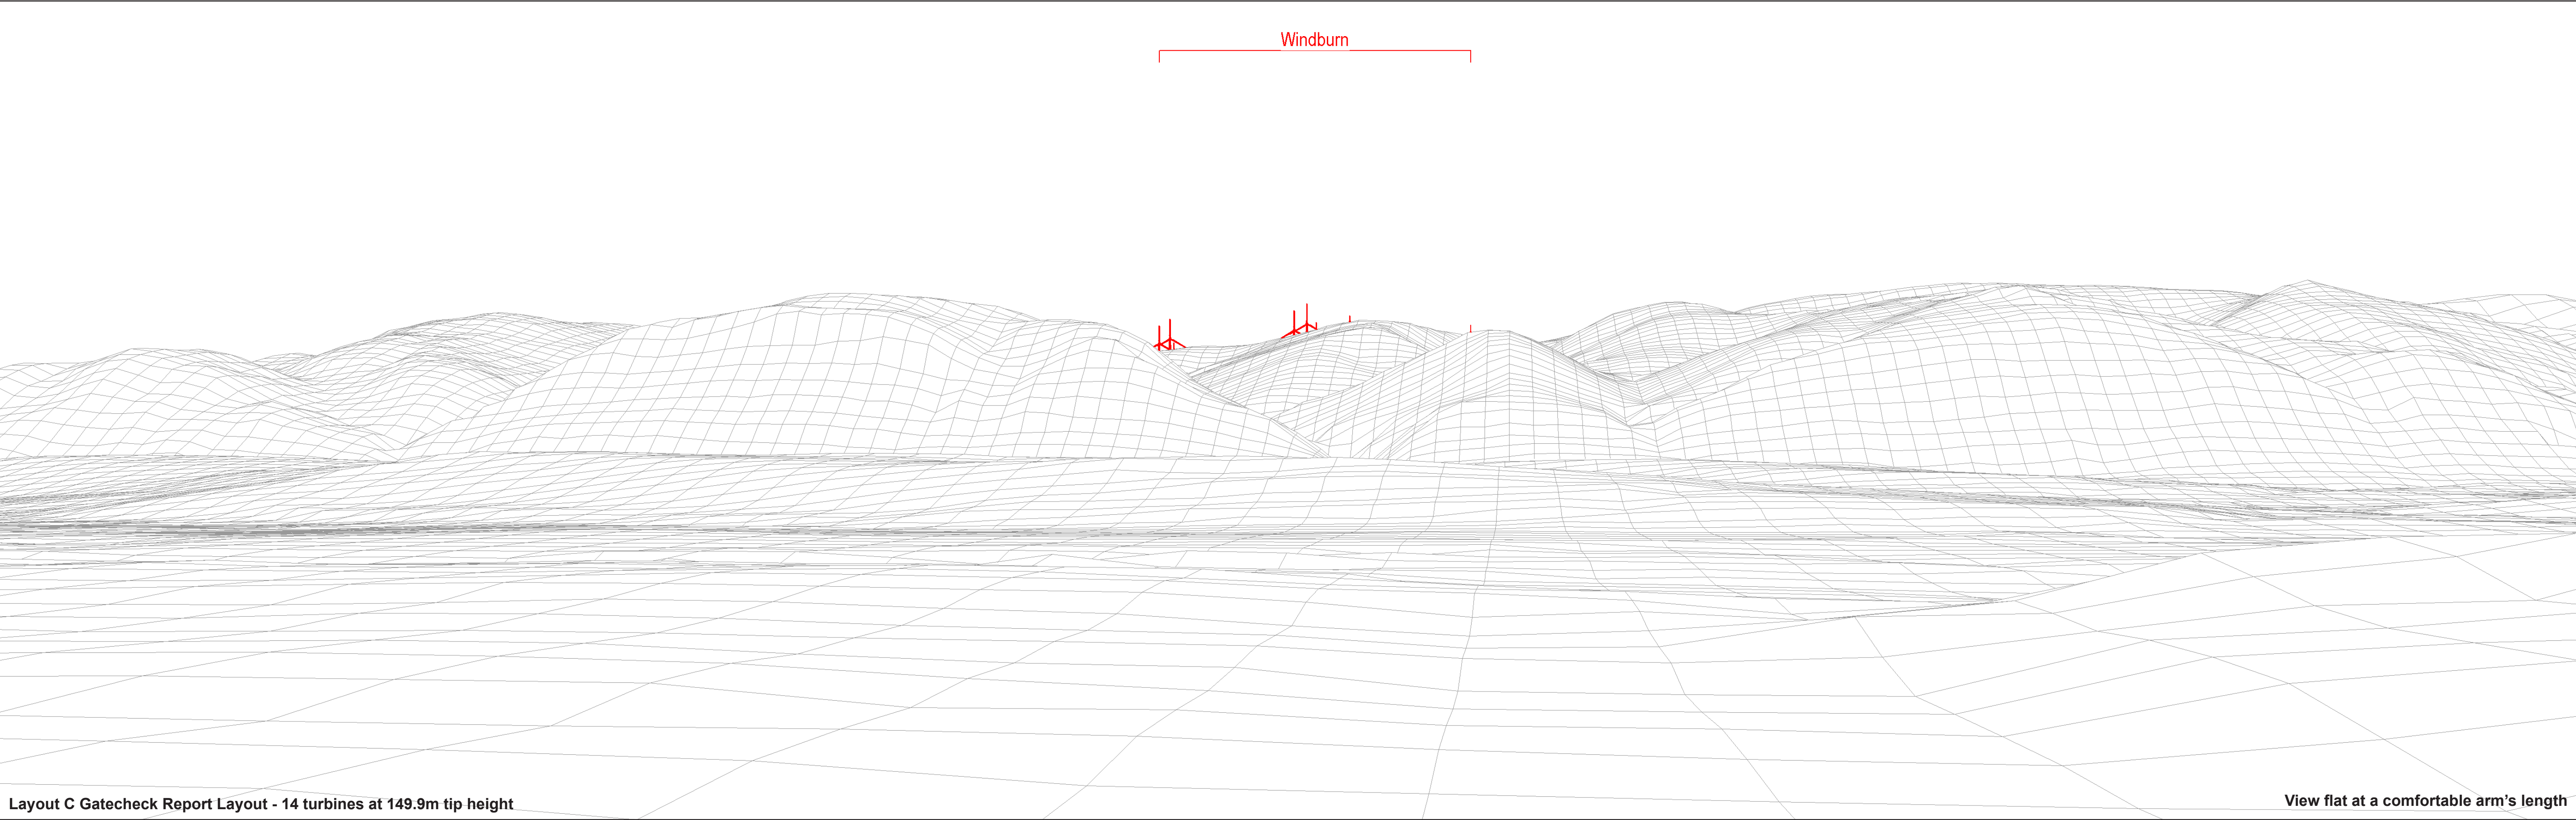 Windburn
Layout C Gatecheck Report Layout - 14 turbines at 149.9m tip height
View flat at a comfortable arm’s length